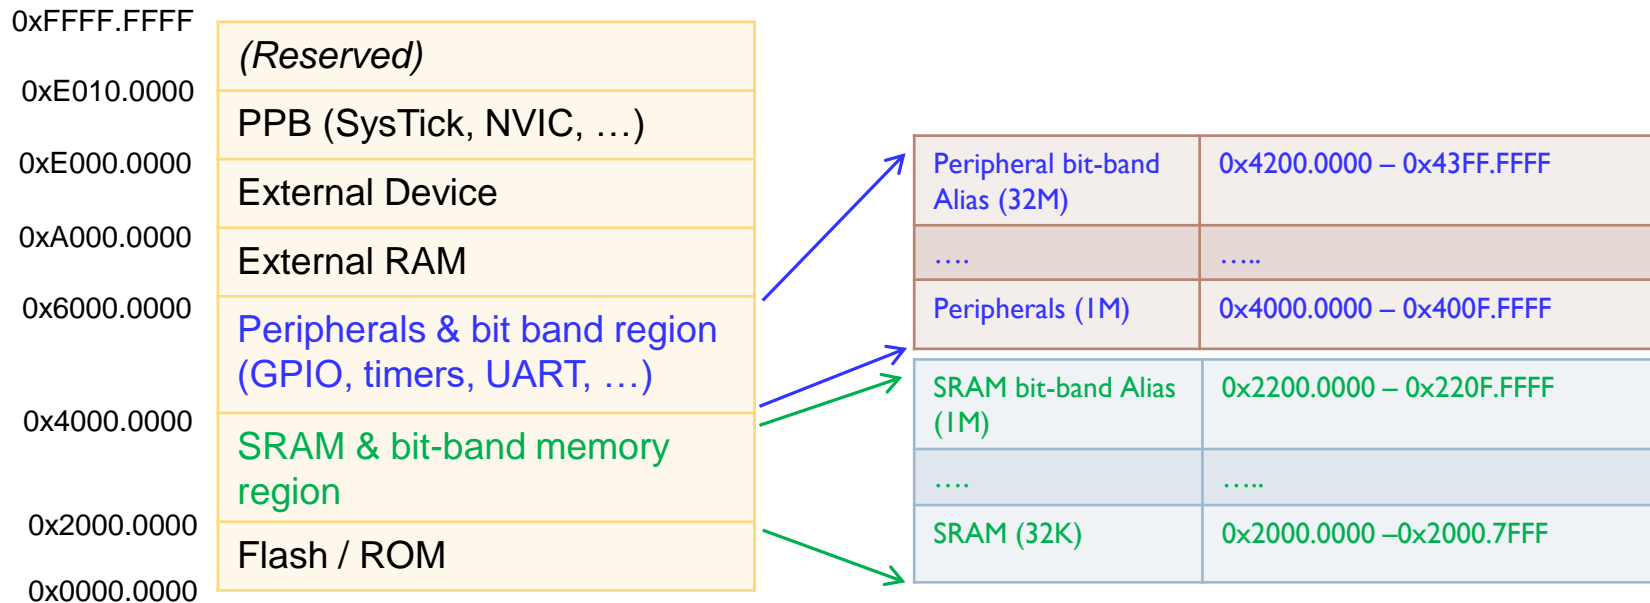 0xFFFF.FFFF
(Reserved)
0xE010.0000
PPB (SysTick, NVIC, …)
0xE000.0000
External Device
0xA000.0000
External RAM
0x6000.0000
Peripherals & bit band region
(GPIO, timers, UART, …)
0x4000.0000
SRAM & bit-band memory
region
0x2000.0000
Flash / ROM
0x0000.0000
Peripheral bit-band
Alias (32M)
0x4200.0000 – 0x43FF.FFFF
….
…..
Peripherals (1M)
0x4000.0000 – 0x400F.FFFF
SRAM bit-band Alias
(1M)
0x2200.0000 – 0x220F.FFFF
….
…..
SRAM (32K)
0x2000.0000 –0x2000.7FFF